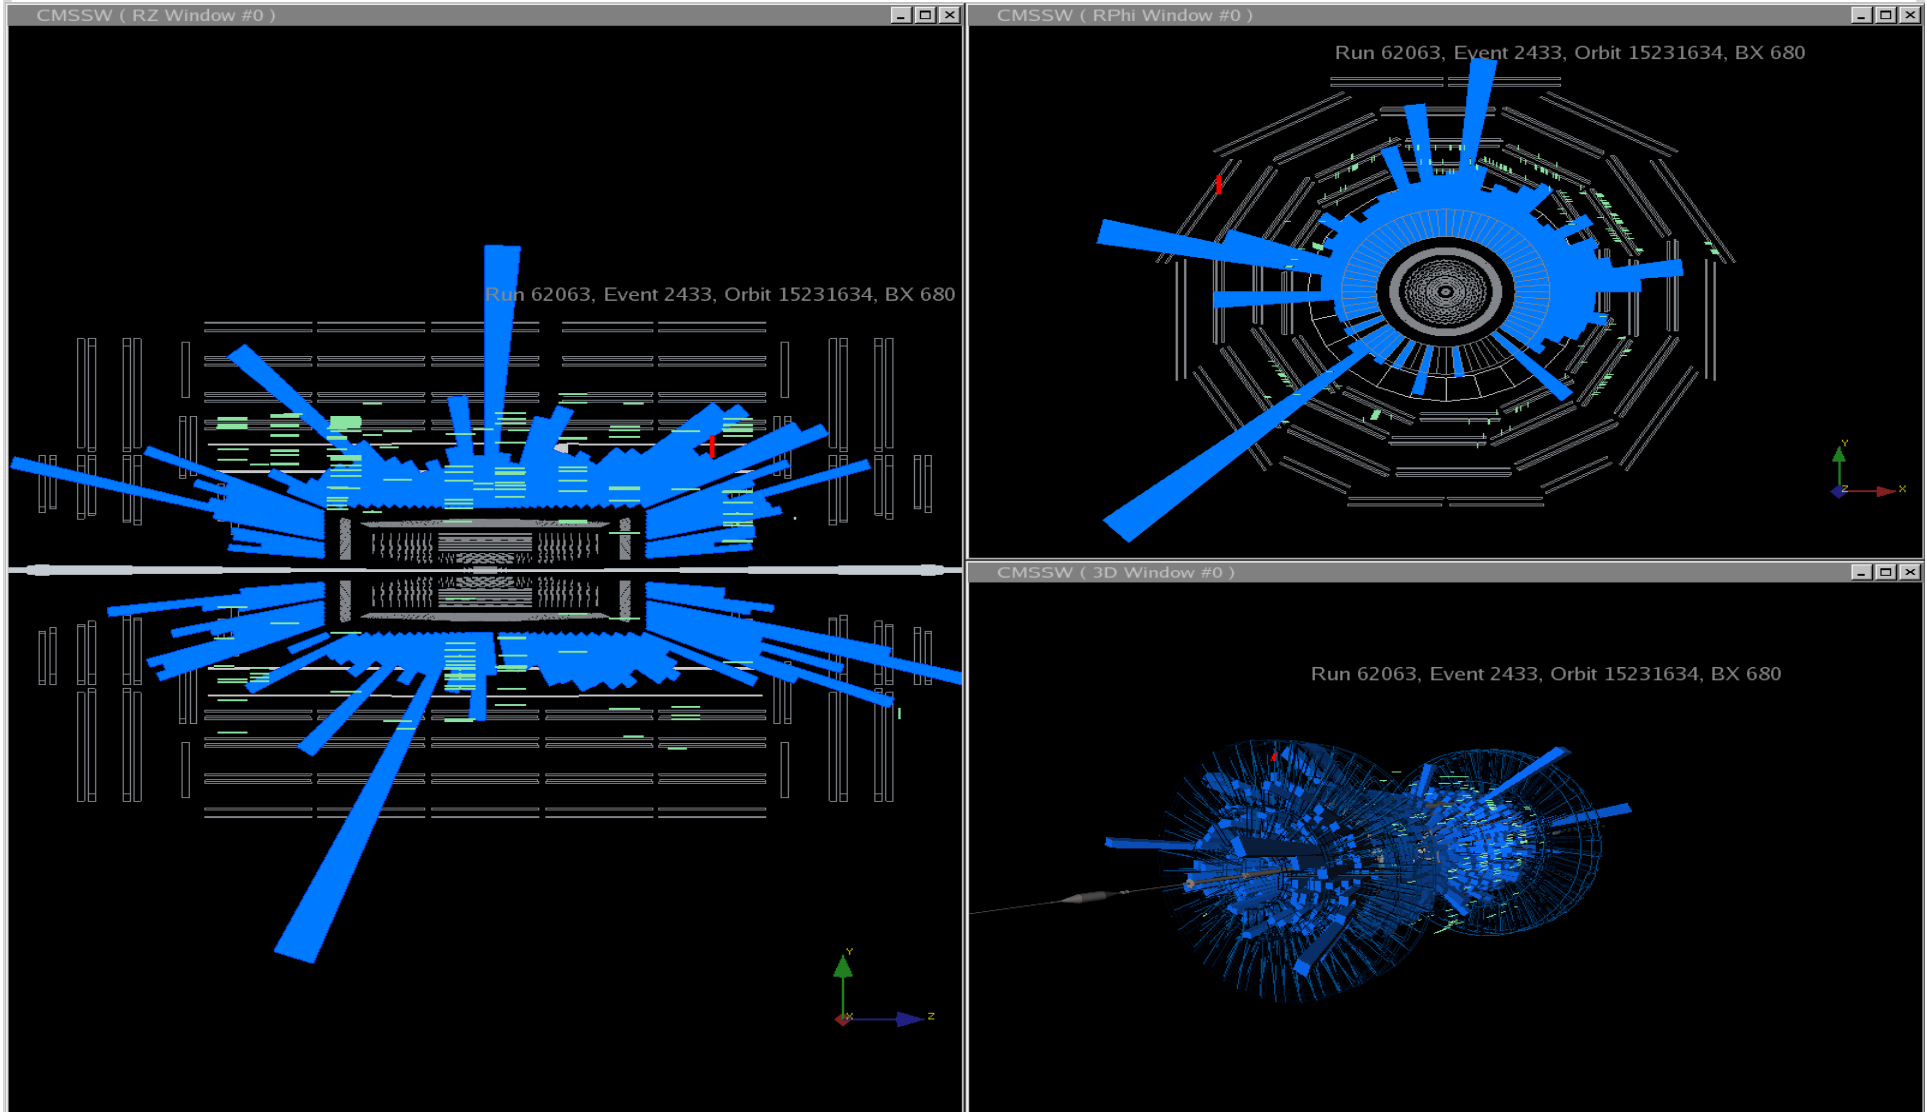 CMSSW ( RZ Window #0 )
Run 62063, Event 2433, Orbit 15231634, BX 680
Y
X
Z
CMSSW ( RPhi Window #0 )
Run 62063, Event 2433, Orbit 15231634, BX 680
Y
Z
X
CMSSW ( 3D Window #0 )
Run 62063, Event 2433, Orbit 15231634, BX 680